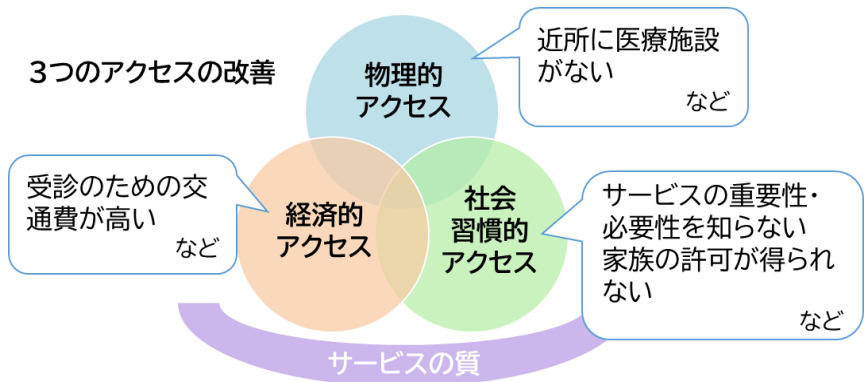 3つのアクセスの改善
物理的
アクセス
近所に医療施設
がない
など
受診のための交
通費が高い
など
経済的
アクセス
社会
習慣的
アクセス
サービスの重要性・
必要性を知らない
家族の許可が得られ
ない
など
サービスの質